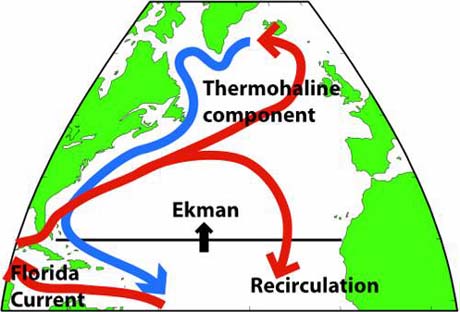 Thermohaline
component
Ekman
Florida
Current
Recirculation